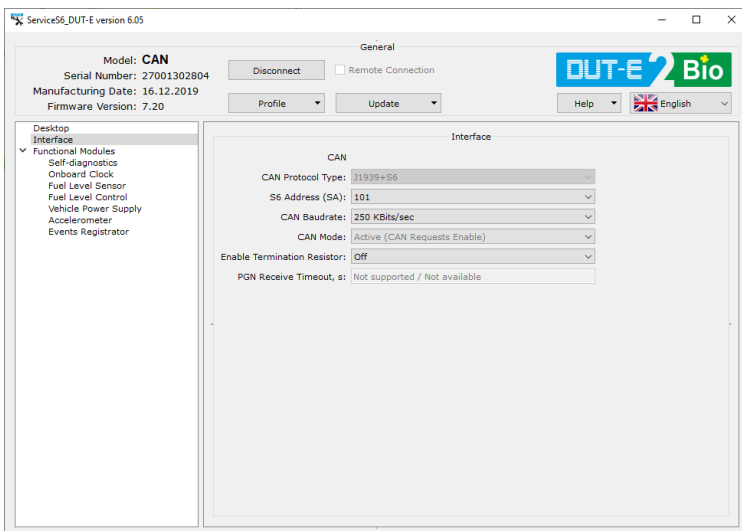 ServiceS6_DUT-E version 6.05
General
Model: CAN
Serial Number: 27001302804
Manufacturing Date: 16.12.2019
Firmware Version: 7.20
Disconnect
Remote Connection
DUT-E 2 Bio
Profile
Update
Help
English
Desktop
Interface
Functional Modules
Self-diagnostics
Onboard Clock
Fuel Level Sensor
Fuel Level Control
Vehicle Power Supply
Accelerometer
Events Registrator
Interface
CAN
CAN Protocol Type: J1939+S6
S6 Address (SA): 101
CAN Baudrate: 250 KBits/sec
CAN Mode: Active (CAN Requests Enable)
Enable Termination Resistor: Off
PGN Receive Timeout, s: Not supported / Not available